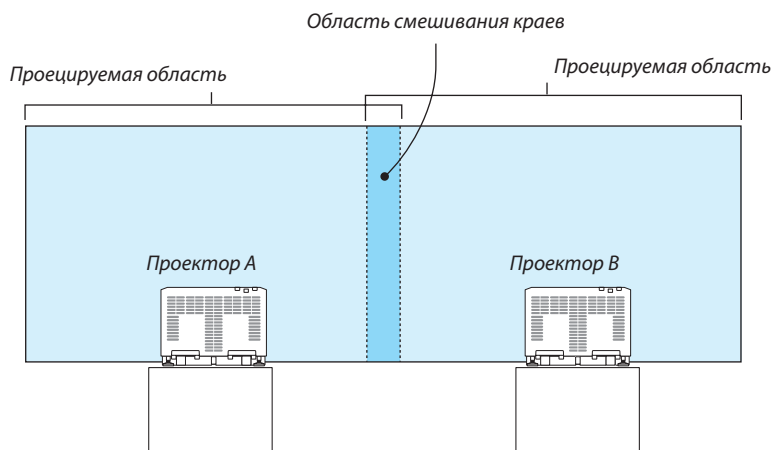 Область смешивания краев
Проецируемая область
Проецируемая область
Проектор A
Проектор B